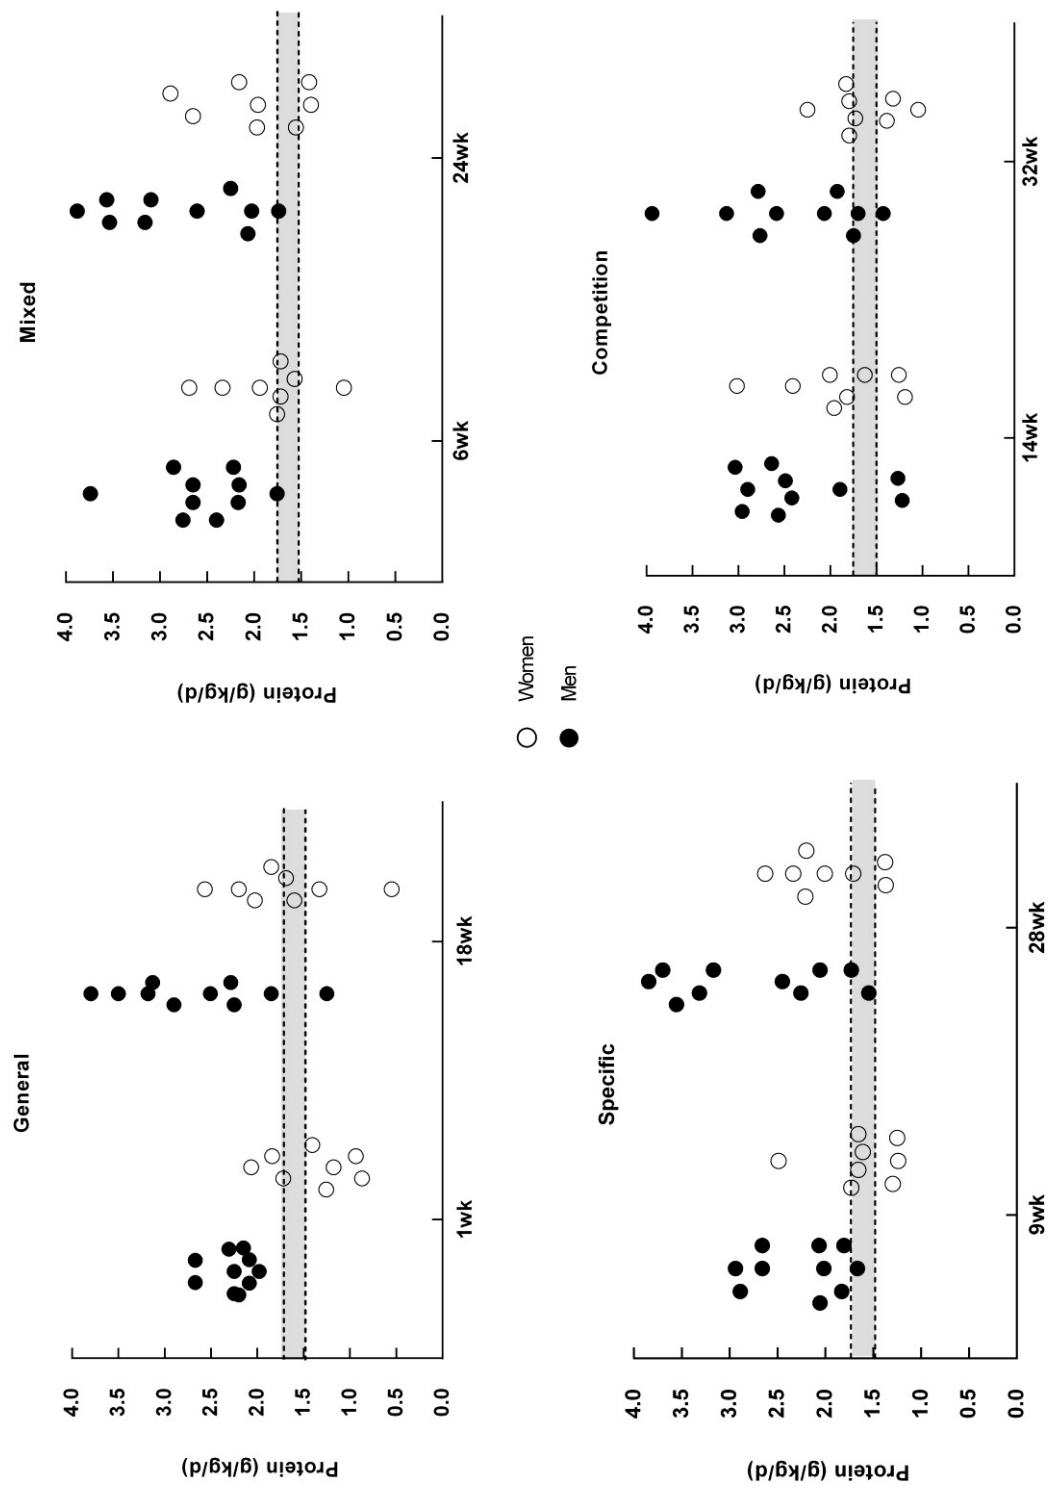 General
Protein (g/kg/d)
4.0
3.5
3.0
2.5
2.0
1.5
1.0
0.5
0.0
1wk
18wk
Mixed
Protein (g/kg/d)
4.0
3.5
3.0
2.5
2.0
1.5
1.0
0.5
0.0
6wk
24wk
Women
Men
Specific
Protein (g/kg/d)
4.0
3.5
3.0
2.5
2.0
1.5
1.0
0.5
0.0
9wk
28wk
Competition
Protein (g/kg/d)
4.0
3.5
3.0
2.5
2.0
1.5
1.0
0.5
0.0
14wk
32wk